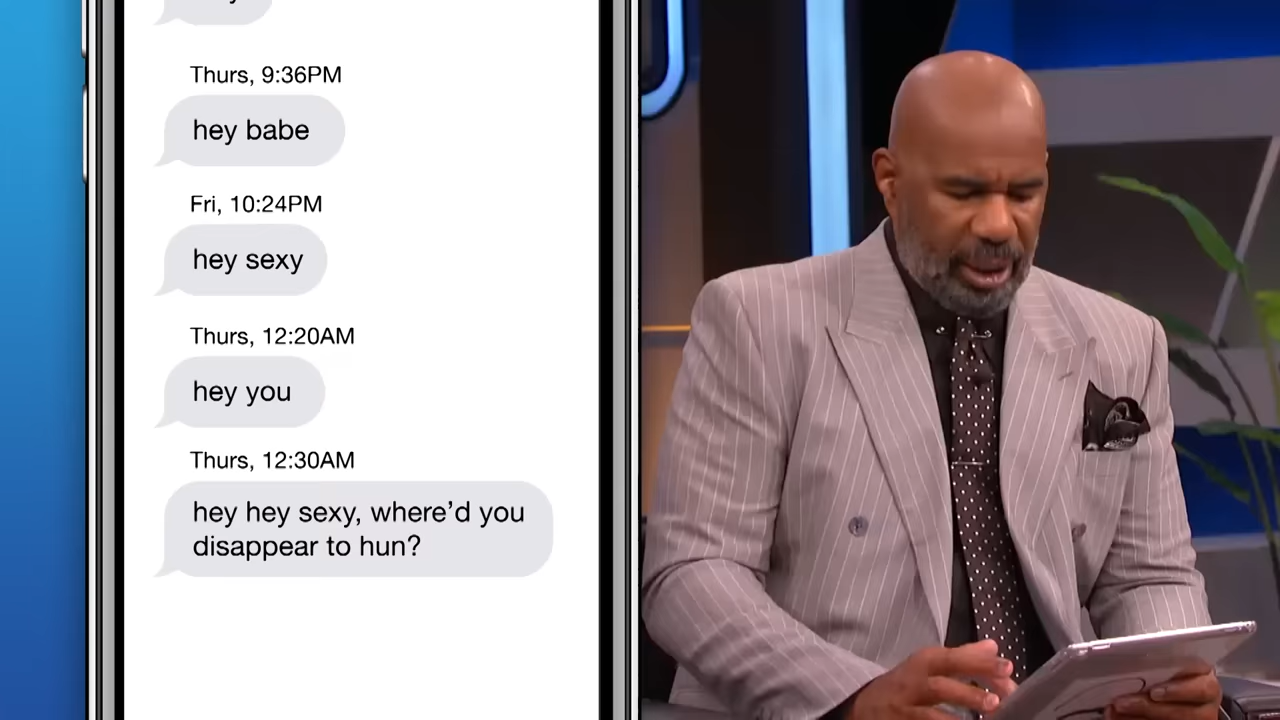 Thurs, 9:36PM
hey babe
Fri, 10:24PM
hey sexy
Thurs, 12:20AM
hey you
Thurs, 12:30AM
hey hey sexy, where’d you
disappear to hun?